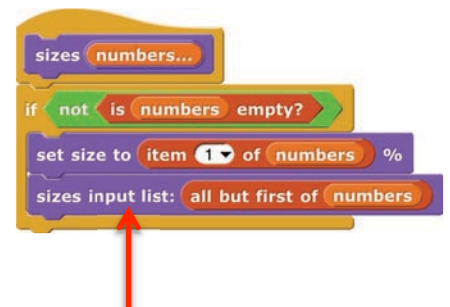 sizes numbers...
if not is numbers empty?
set size to item 1 of numbers %
sizes input list: all but first of numbers